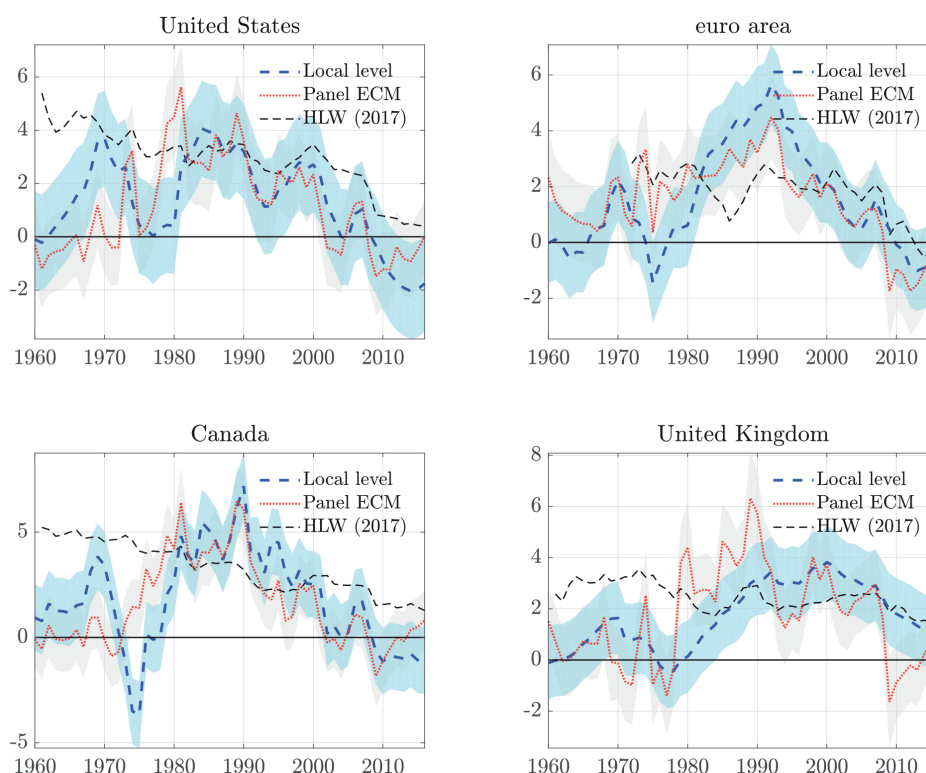 United States
6
4
2
0
-2
1960 1970 1980 1990 2000 2010
Local level
Panel ECM
HLW (2017)
euro area
6
4
2
0
-2
1960 1970 1980 1990 2000 2010
Local level
Panel ECM
HLW (2017)
Canada
5
0
-5
1960 1970 1980 1990 2000 2010
Local level
Panel ECM
HLW (2017)
United Kingdom
8
6
4
2
0
-2
1960 1970 1980 1990 2000 2010
Local level
Panel ECM
HLW (2017)